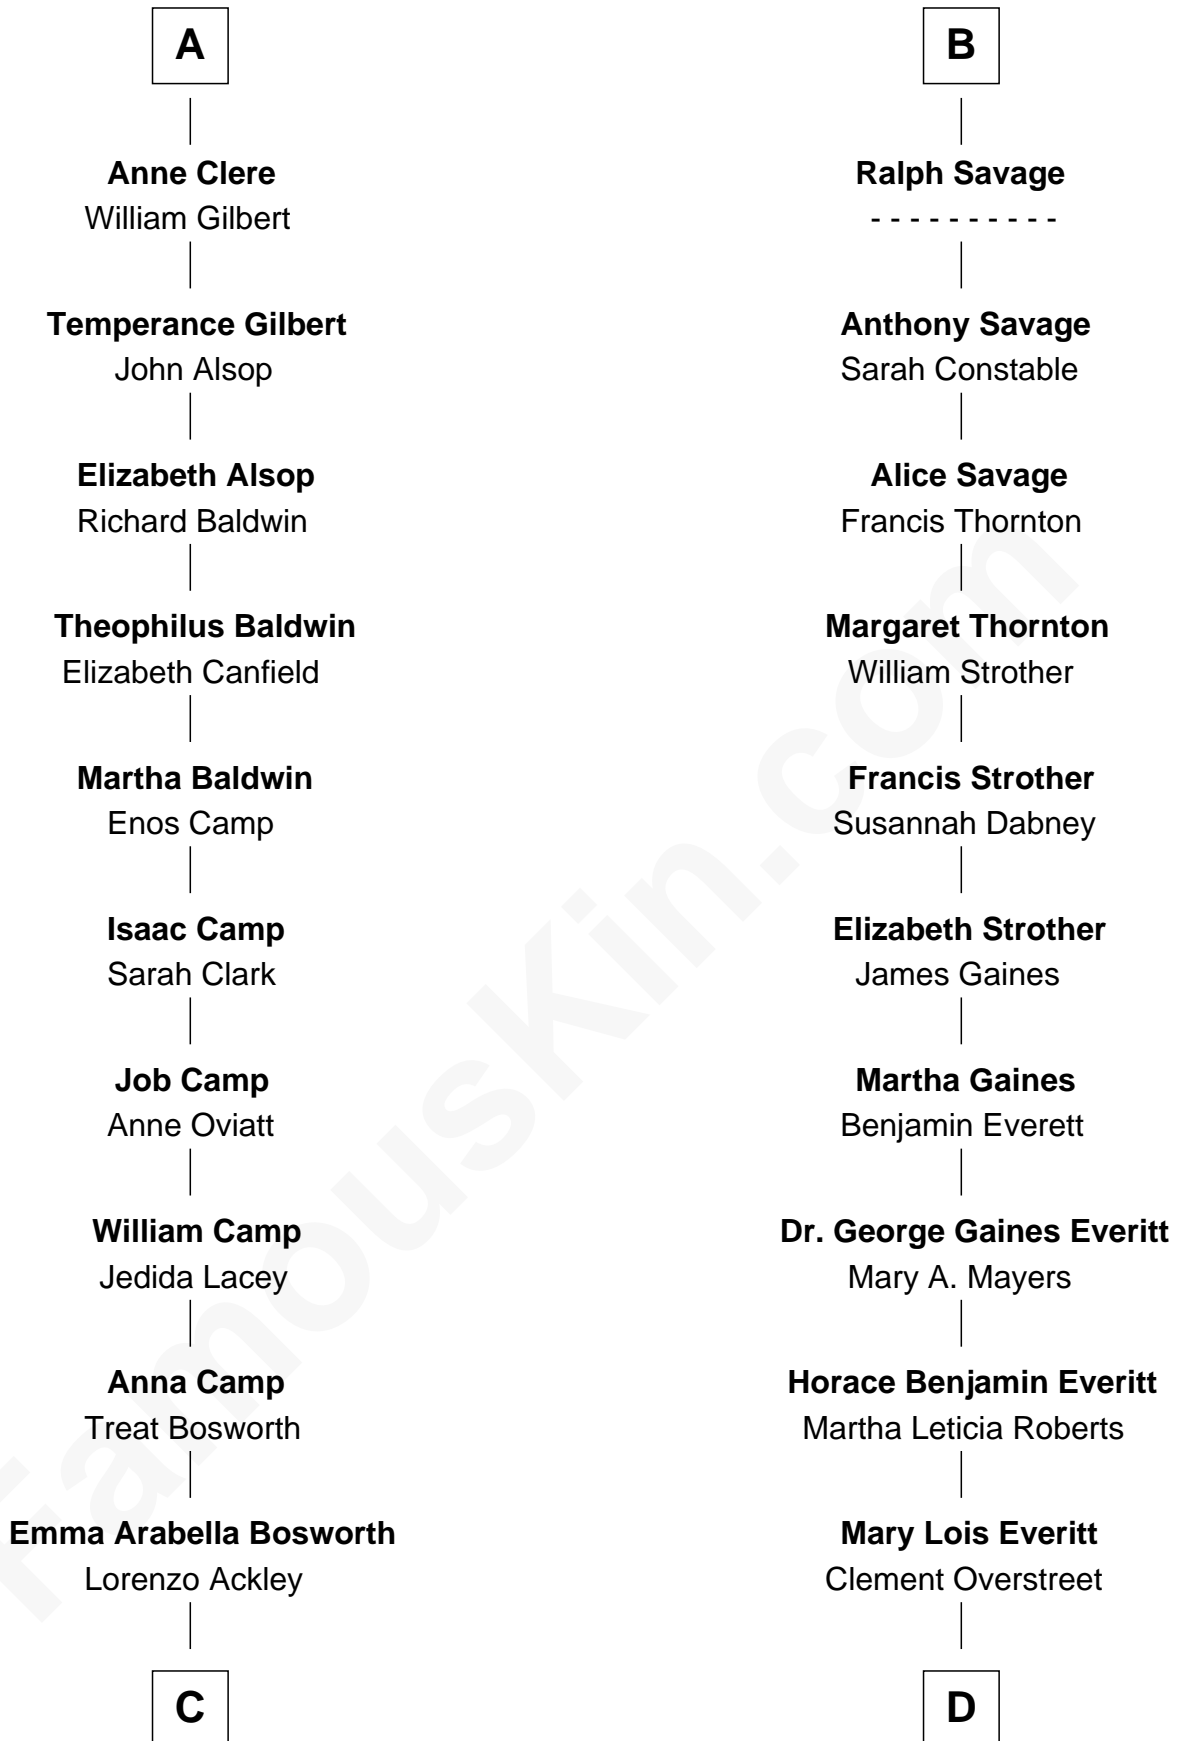 A
Anne Clere
William Gilbert
Temperance Gilbert
John Alsop
Elizabeth Alsop
Richard Baldwin
Theophilus Baldwin
Elizabeth Canfield
Martha Baldwin
Enos Camp
Isaac Camp
Sarah Clark
Job Camp
Anne Oviatt
William Camp
Jedida Lacey
Anna Camp
Treat Bosworth
Emma Arabella Bosworth
Lorenzo Ackley
C
B
Ralph Savage
- - - - - - - - - -
Anthony Savage
Sarah Constable
Alice Savage
Francis Thornton
Margaret Thornton
William Strother
Francis Strother
Susannah Dabney
Elizabeth Strother
James Gaines
Martha Gaines
Benjamin Everett
Dr. George Gaines Everitt
Mary A. Mayers
Horace Benjamin Everitt
Martha Leticia Roberts
Mary Lois Everitt
Clement Overstreet
D
FamousKin.com